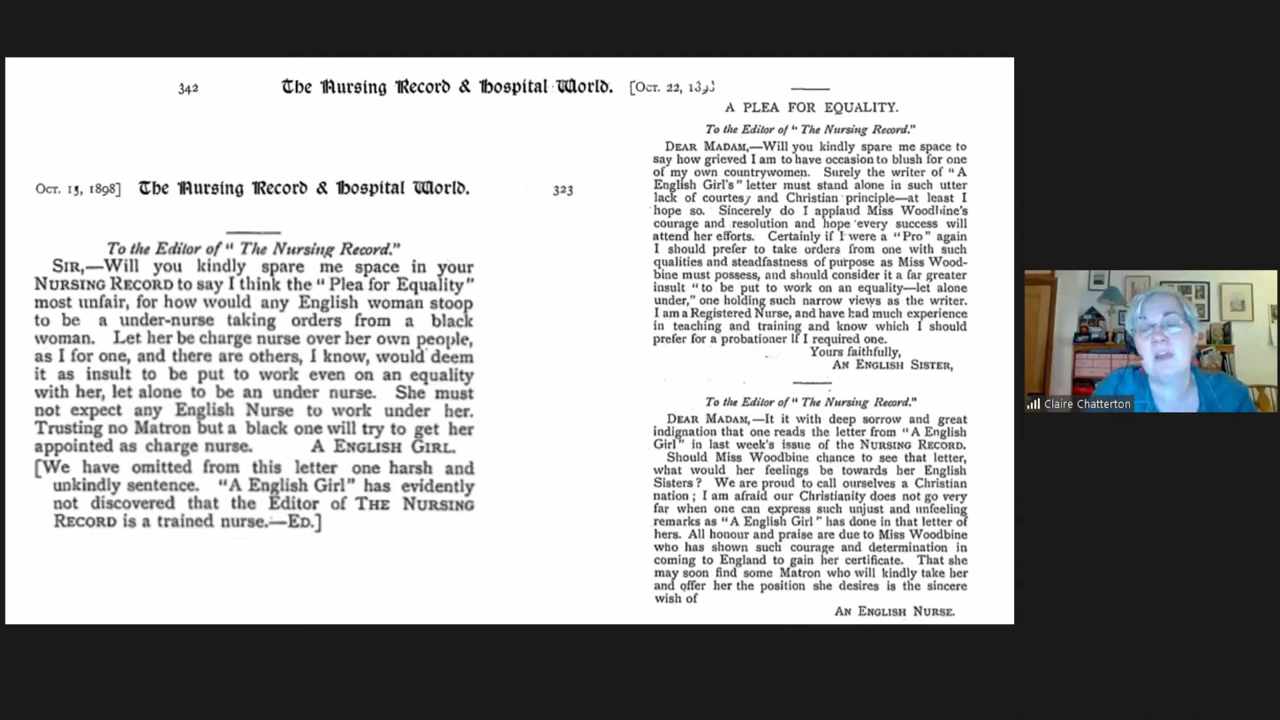 342 The Nursing Record & Hospital World. [Oct. 22,
Oct. 15, 1898] The Nursing Record & Hospital World. 323
To the Editor of "The Nursing Record."
SIR,—Will you kindly spare me space in your
NURSING RECORD to say I think the "Plea for Equality"
most unfair, for how would any English woman stoop
to be a under-nurse taking orders from a black
woman. Let her be charge nurse over her own people,
as I for one, and there are others, I know, would deem
it as insult to be put to work even on an equality
with her, let alone to be an under nurse. She must
not expect any English Nurse to work under her.
Trusting no Matron but a black one will try to get her
appointed as charge nurse. A ENGLISH GIRL.
[We have omitted from this letter one harsh and
unkindly sentence. "A English Girl" has evidently
not discovered that the Editor of THE NURSING
RECORD is a trained nurse.—ED.]
A PLEA FOR EQUALITY.
To the Editor of "The Nursing Record."
DEAR MADAM,—Will you kindly spare me space to
say how grieved I am to have occasion to blush for one
of my own countrywomen. Surely the writer of "A
English Girl's" letter must stand alone in such utter
lack of courtesy and Christian principle—at least I
hope so. Sincerely do I applaud Miss Woodbine's
courage and resolution and hope every success will
attend her efforts. Certainly if I were a "Pro" again
I should prefer to take orders from one with such
qualities and steadfastness of purpose as Miss Wood-
bine must possess, and should consider it a far greater
insult "to be put to work on an equality—let alone
under," one holding such narrow views as the writer.
I am a Registered Nurse, and have had much experience
in teaching and training and know which I should
prefer for a probationer if I required one.
Yours faithfully,
AN ENGLISH SISTER,
To the Editor of "The Nursing Record."
DEAR MADAM,—It it with deep sorrow and great
indignation that one reads the letter from "A English
Girl" in last week's issue of the NURSING RECORD.
Should Miss Woodbine chance to see that letter,
what would her feelings be towards her English
Sisters? We are proud to call ourselves a Christian
nation; I am afraid our Christianity does not go very
far when one can express such unjust and unfeeling
remarks as "A English Girl" has done in that letter of
hers. All honour and praise are due to Miss Woodbine
who has shown such courage and determination in
coming to England to gain her certificate. That she
may soon find some Matron who will kindly take her
and offer her the position she desires is the sincere
wish of
AN ENGLISH NURSE.
Claire Chatterton